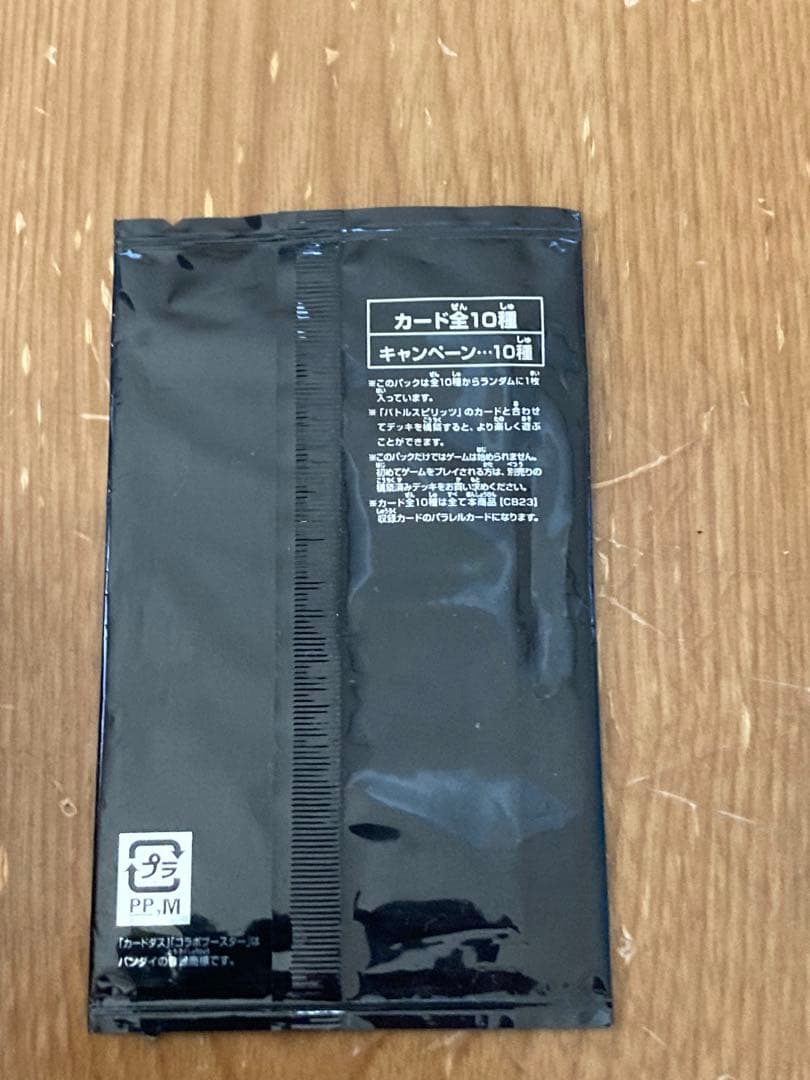 カード全10種
キャンペーン…10種
※このパックは全10種からランダムに1枚
入っています。
※「バトルスピリッツ」のカードと合わせ
てデッキを構築すると、より楽しく遊ぶ
ことができます。
※このパックだけではゲームは始められません。
初めてゲームをプレイされる方は、別売りの
構築済みデッキをお買い求めください。
※カード全10種は全て本商品［CB23］
収録カードのパラレルカードになります。
プラ
PP,M
「カードダス」「コラボブースター」は
バンダイの登録商標です。